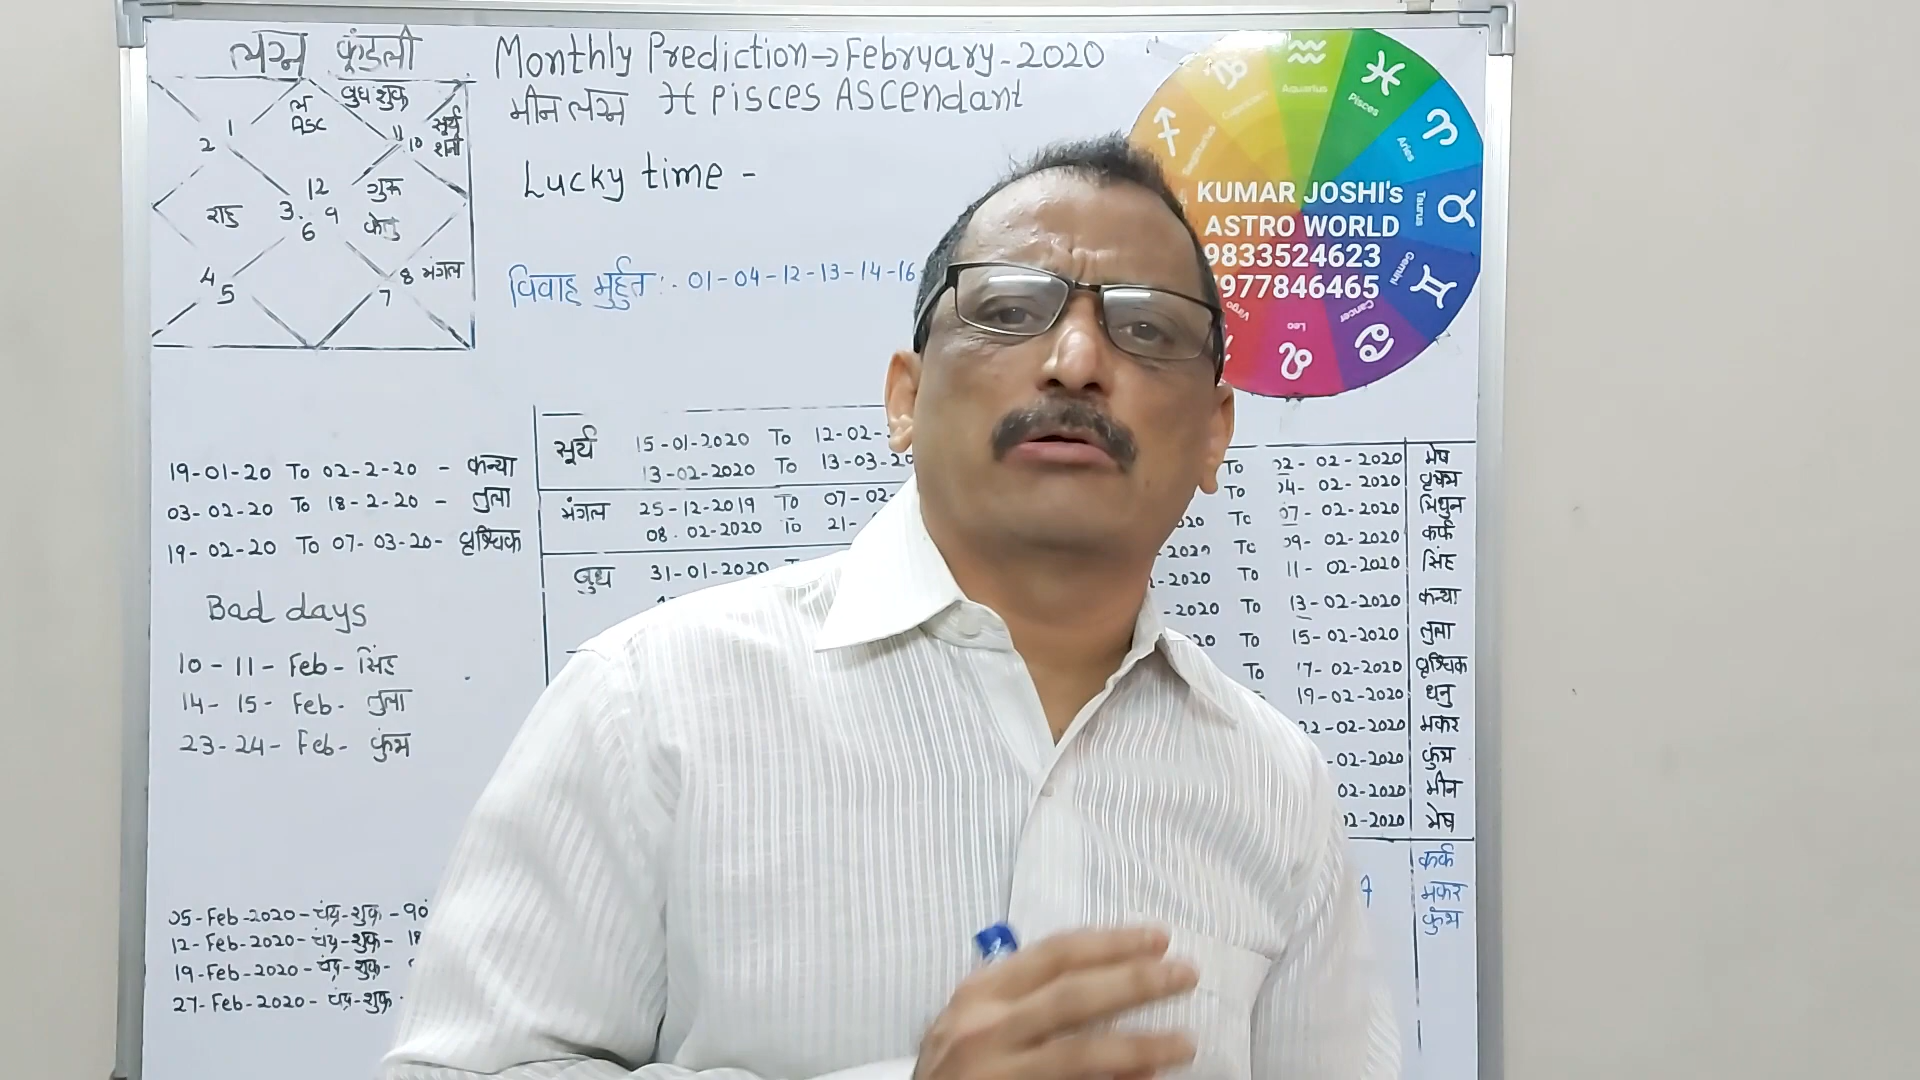 लग्न कुंडली
Monthly Prediction→February-2020
मीन लग्न ♓ PISCES ASCendant
Lucky time -
विवाह मुर्हुत :- 01-04-12-13-14-16
ल
ASC
बुध शुक्र
1
2
11
10
सूर्य
शनी
12
गुरू
राहु
3
9
केतु
6
4
5
8 मंगल
7
Capricorn
Aquarius
Pisces
Aries
Taurus
Gemini
Cancer
Leo
Virgo
Sagittarius
KUMAR JOSHI's
ASTRO WORLD
9833524623
977846465
19-01-20 To 02-2-20 - कन्या
03-02-20 To 18-2-20 - तुला
19-02-20 To 07-03-20- वृश्चिक
Bad days
10-11- Feb - सिंह
14- 15- Feb- तुला
23-24- Feb- कुंभ
05-Feb-2020-चंद्र-शुक्र -90
12-Feb-2020-चंद्र-शुक्र- 18
19-Feb-2020-चंद्र-शुक्र-
27-Feb-2020- चंद्र-शुक्र-
सूर्य 15-01-2020 To 12-02-
13-02-2020 To 13-03-20
मंगल 25-12-2019 To 07-02-
08-02-2020 To 21-
बुध 31-01-2020
To 02-02-2020 मेष
To 04-02-2020 वृषभ
020 To 07-02-2020 मिथुन
-2020 To 09-02-2020 कर्क
-2020 To 11-02-2020 सिंह
-2020 To 13-02-2020 कन्या
20 To 15-02-2020 तुला
To 17-02-2020 वृश्चिक
19-02-2020 धनु
22-02-2020 मकर
-02-2020 कुंभ
02-2020 मीन
02-2020 मेष
कर्क
मकर
कुंभ